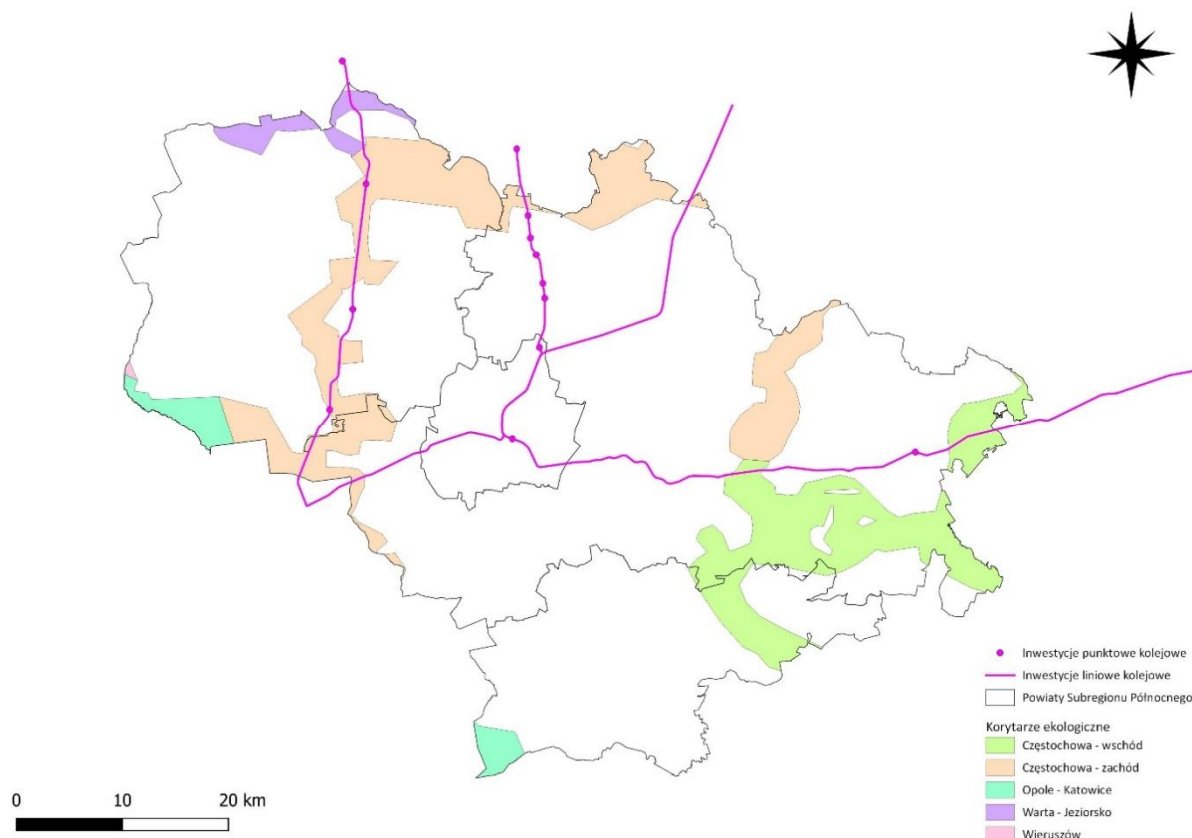 Inwestycje punktowe kolejowe
Inwestycje liniowe kolejowe
Powiaty Subregionu Północnego
Korytarze ekologiczne
Częstochowa - wschód
Częstochowa - zachód
Opole - Katowice
Warta - Jeziorsko
Wieruszów
0 10 20 km